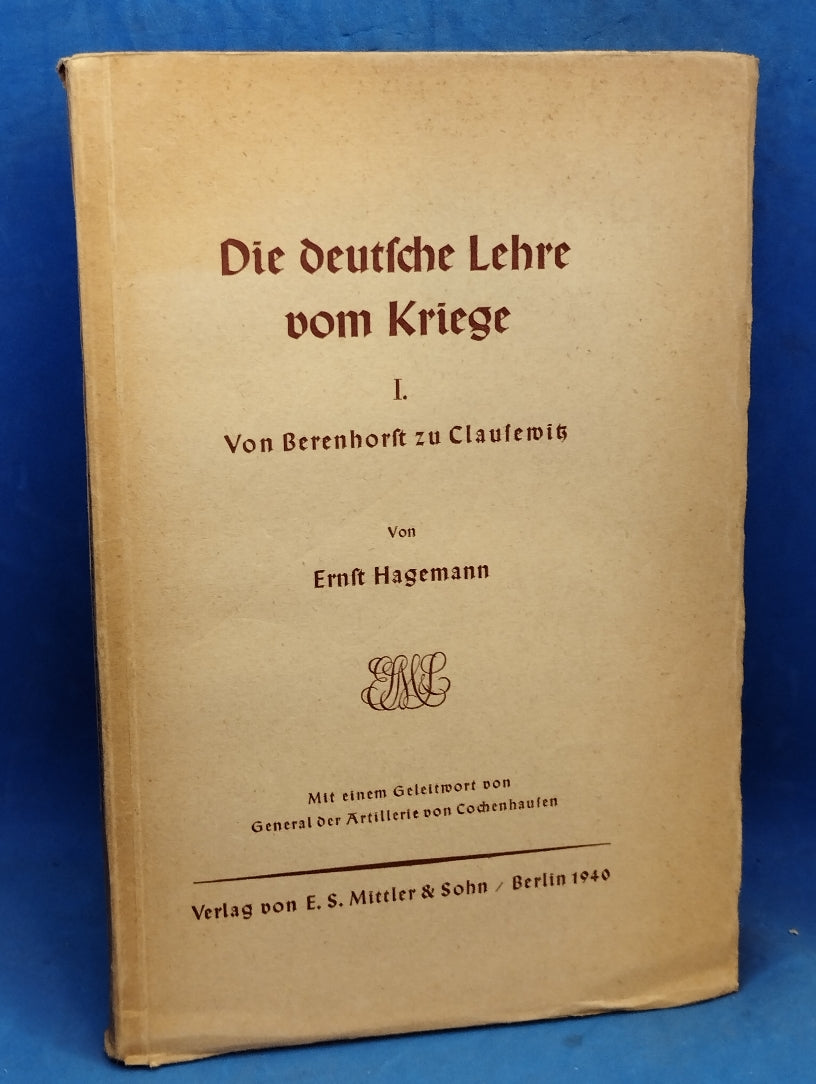 Die deutſche Lehre
vom Kriege
I.
Von Berenhorſt zu Clauſewitz
Von
Ernſt Hagemann
ESMS
Mit einem Geleitwort von
General der Artillerie von Cochenhauſen
Verlag von E. S. Mittler & Sohn / Berlin 1940